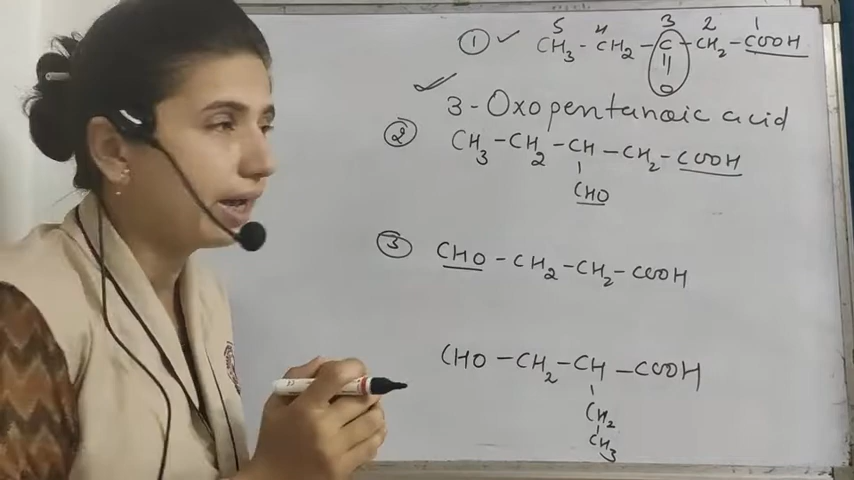 5 4 3 2 1
① ✓ CH₃-CH₂-C-CH₂-COOH
||
O
✓ 3-Oxopentanoic acid
② CH₃-CH₂-CH-CH₂-COOH
|
CHO
③ CHO-CH₂-CH₂-COOH
CHO-CH₂-CH-COOH
|
CH₂
|
CH₃